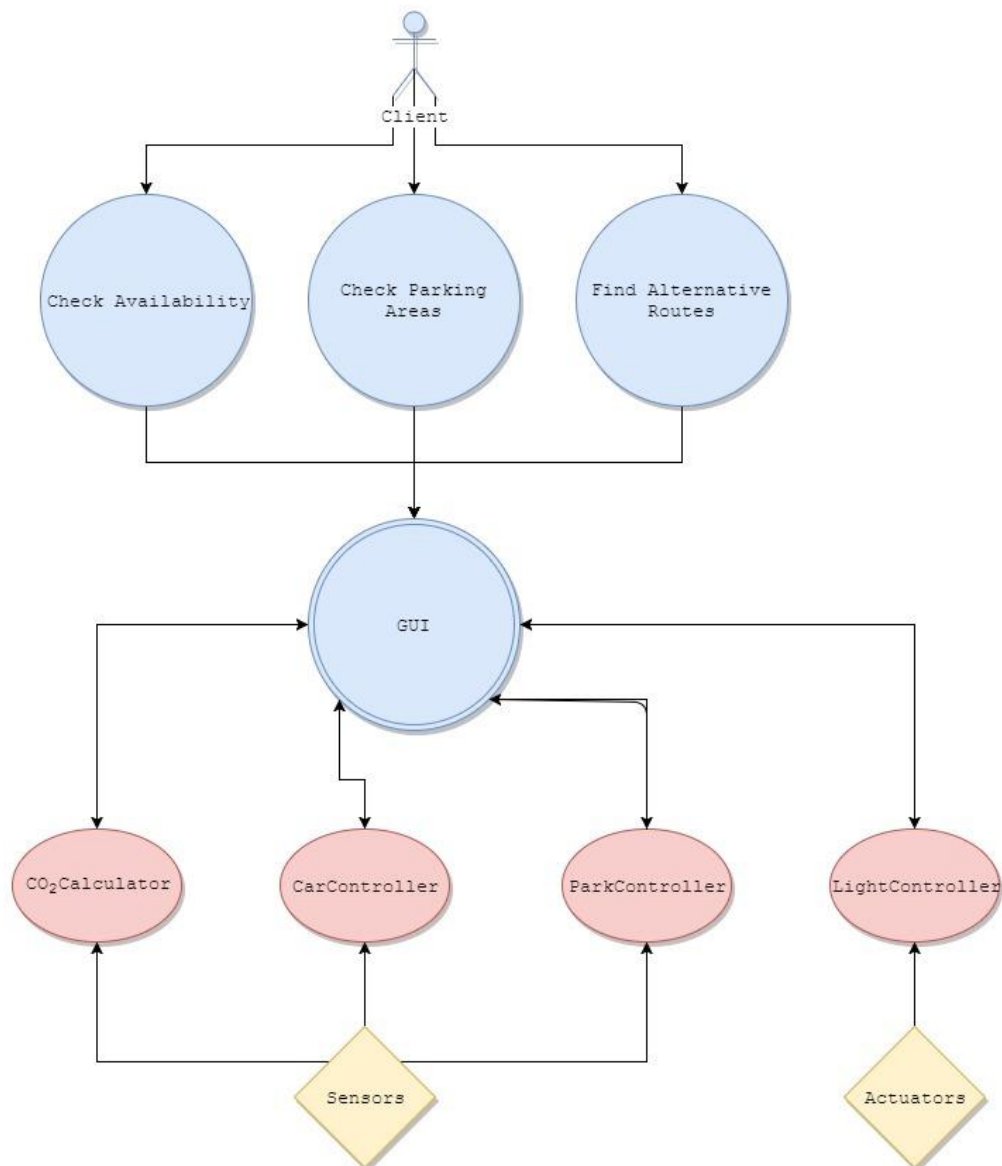 Client
Check Availability
Check Parking
Areas
Find Alternative
Routes
GUI
CO₂Calculator
CarController
ParkController
LightController
Sensors
Actuators